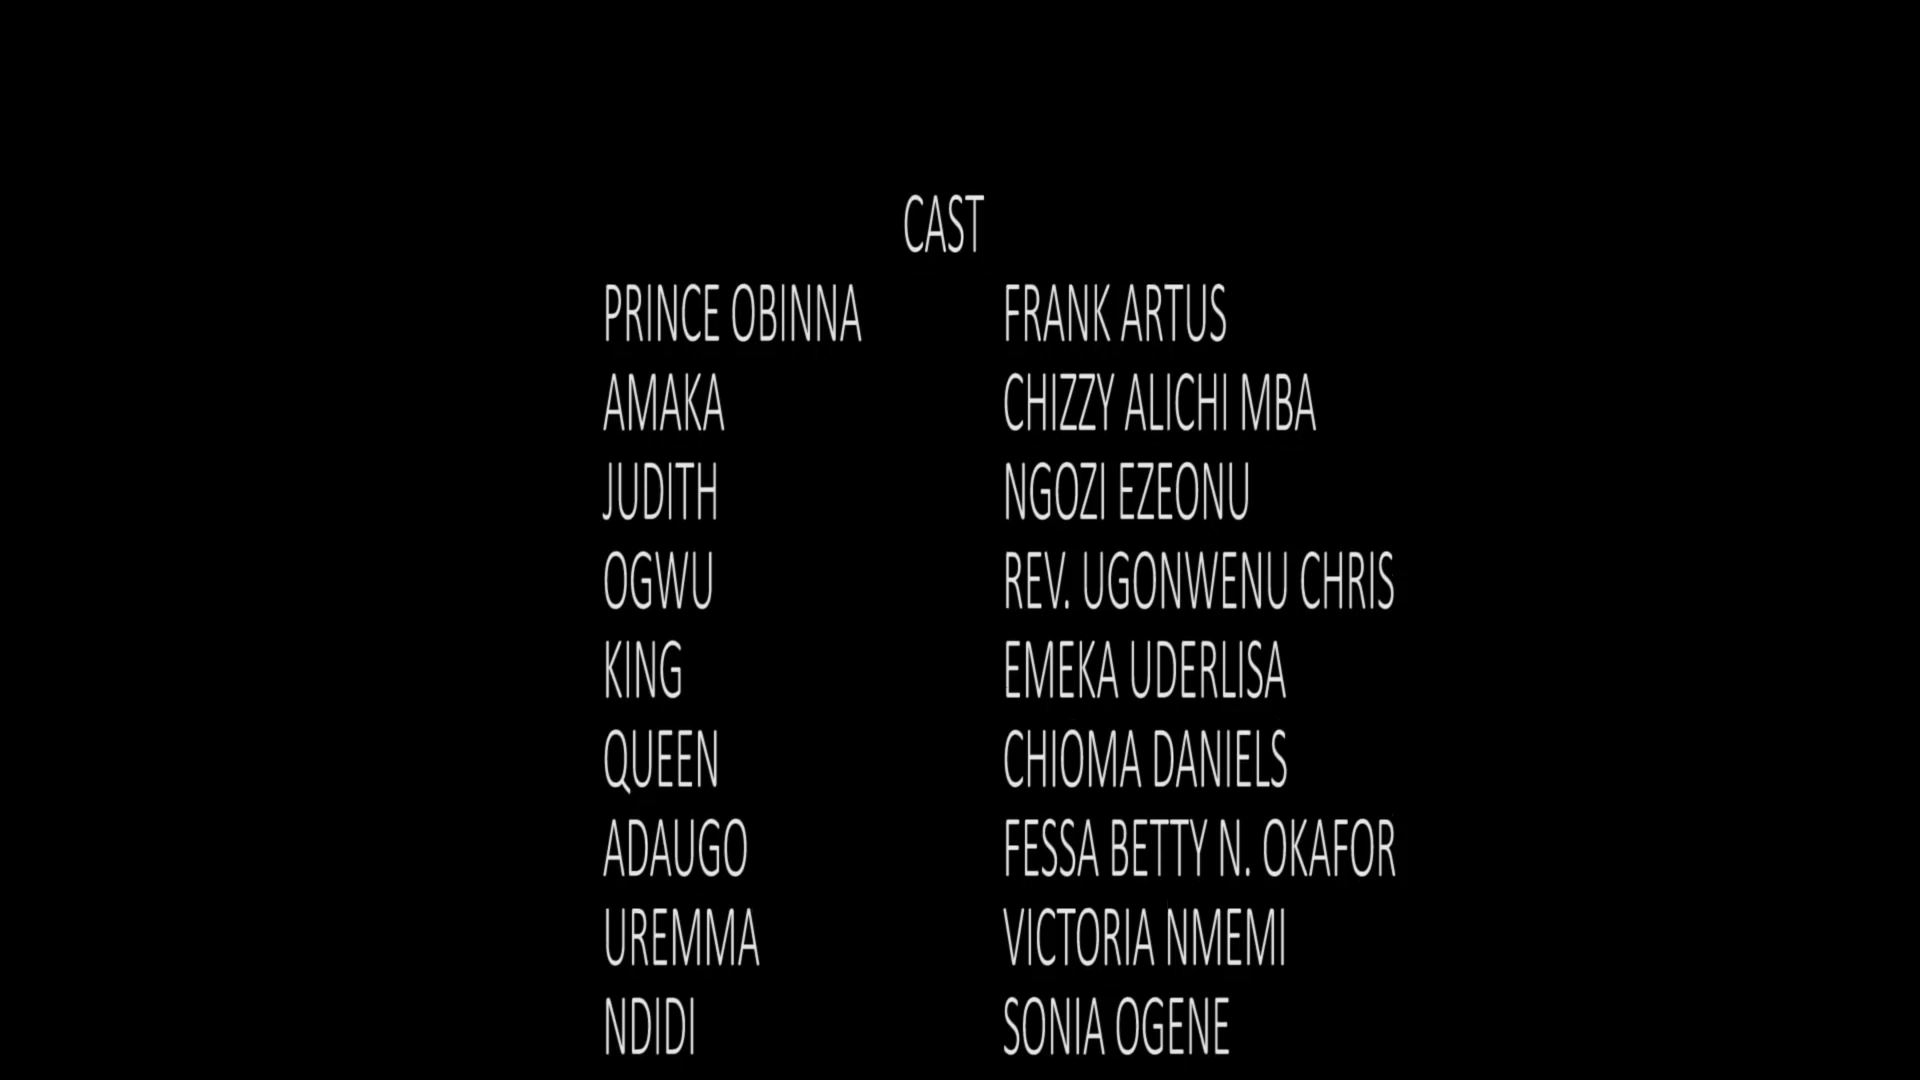 CAST
PRINCE OBINNA FRANK ARTUS
AMAKA CHIZZY ALICHI MBA
JUDITH NGOZI EZEONU
OGWU REV. UGONWENU CHRIS
KING EMEKA UDERLISA
QUEEN CHIOMA DANIELS
ADAUGO FESSA BETTY N. OKAFOR
UREMMA VICTORIA NMEMI
NDIDI SONIA OGENE